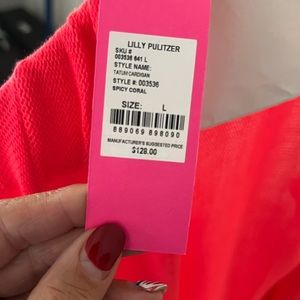 LILLY PULITZER
SKU #
003536 641 L
STYLE NAME:
TATUM CARDIGAN
STYLE #: 003536
SPICY CORAL
SIZE: L
889069 898090
MANUFACTURER'S SUGGESTED PRICE
$128.00